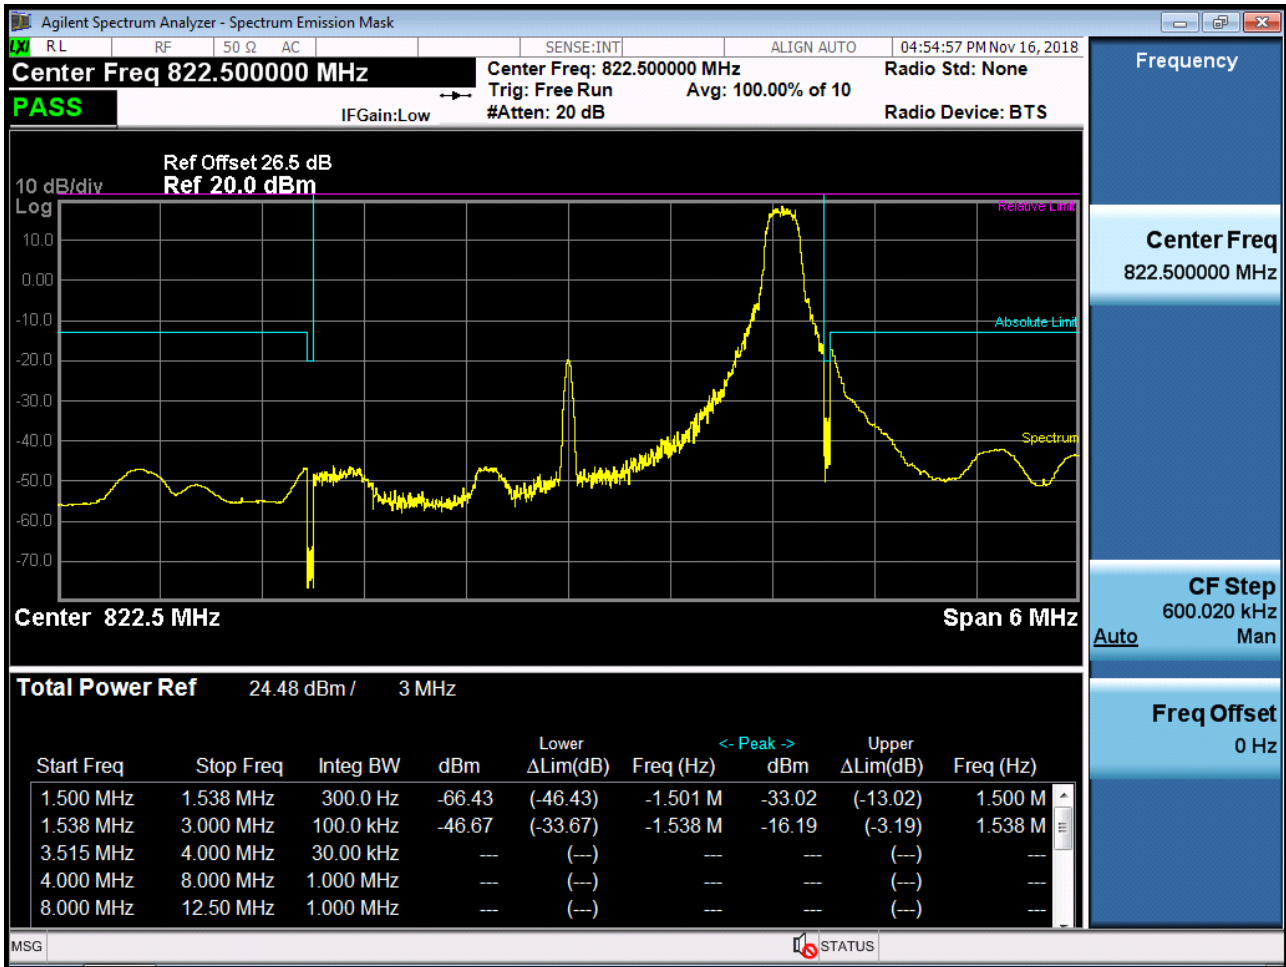 Agilent Spectrum Analyzer - Spectrum Emission Mask
LXI RL RF 50 Ω AC SENSE:INT ALIGN AUTO 04:54:57 PM Nov 16, 2018
Center Freq 822.500000 MHz
Center Freq: 822.500000 MHz Radio Std: None
Trig: Free Run Avg: 100.00% of 10
PASS IFGain:Low #Atten: 20 dB Radio Device: BTS
Ref Offset 26.5 dB
10 dB/div Ref 20.0 dBm
Log
Relative Limit
10.0
0.00
-10.0
Absolute Limit
-20.0
-30.0
-40.0
Spectrum
-50.0
-60.0
-70.0
Center 822.5 MHz Span 6 MHz
Total Power Ref 24.48 dBm / 3 MHz
Lower <- Peak -> Upper
Start Freq Stop Freq Integ BW dBm ΔLim(dB) Freq (Hz) dBm ΔLim(dB) Freq (Hz)
1.500 MHz 1.538 MHz 300.0 Hz -66.43 (-46.43) -1.501 M -33.02 (-13.02) 1.500 M
1.538 MHz 3.000 MHz 100.0 kHz -46.67 (-33.67) -1.538 M -16.19 (-3.19) 1.538 M
3.515 MHz 4.000 MHz 30.00 kHz --- (---) --- --- (---) ---
4.000 MHz 8.000 MHz 1.000 MHz --- (---) --- --- (---) ---
8.000 MHz 12.50 MHz 1.000 MHz --- (---) --- --- (---) ---
MSG STATUS
Frequency
Center Freq
822.500000 MHz
CF Step
600.020 kHz
Auto Man
Freq Offset
0 Hz